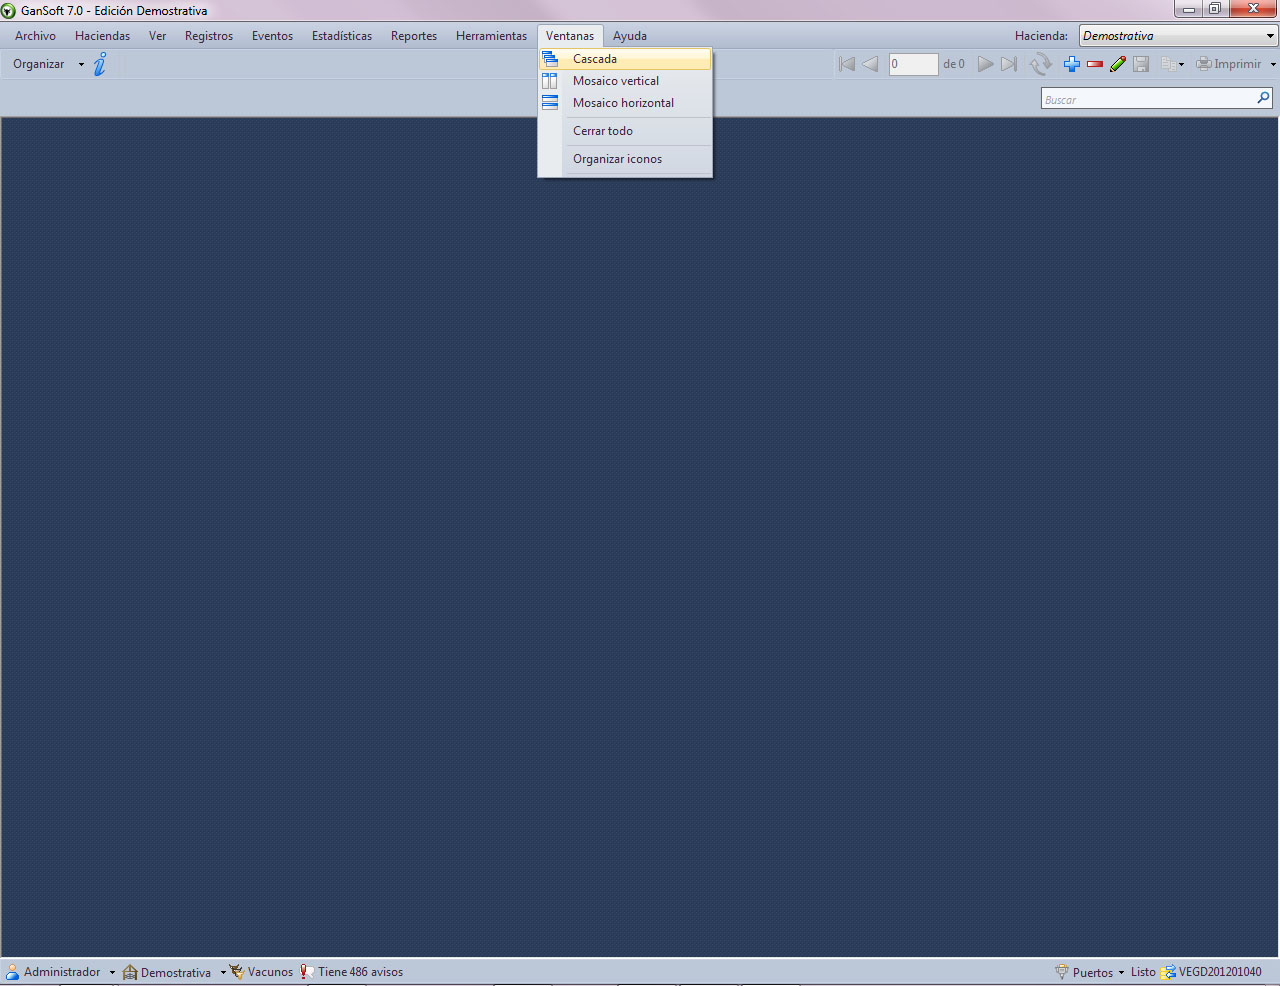 GanSoft 7.0 - Edición Demostrativa
Archivo Haciendas Ver Registros Eventos Estadísticas Reportes Herramientas Ventanas Ayuda Hacienda: Demostrativa
Organizar 0 de 0 Imprimir
Buscar
Cascada
Mosaico vertical
Mosaico horizontal
Cerrar todo
Organizar iconos
Administrador Demostrativa Vacunos Tiene 486 avisos Puertos Listo VEGD201201040